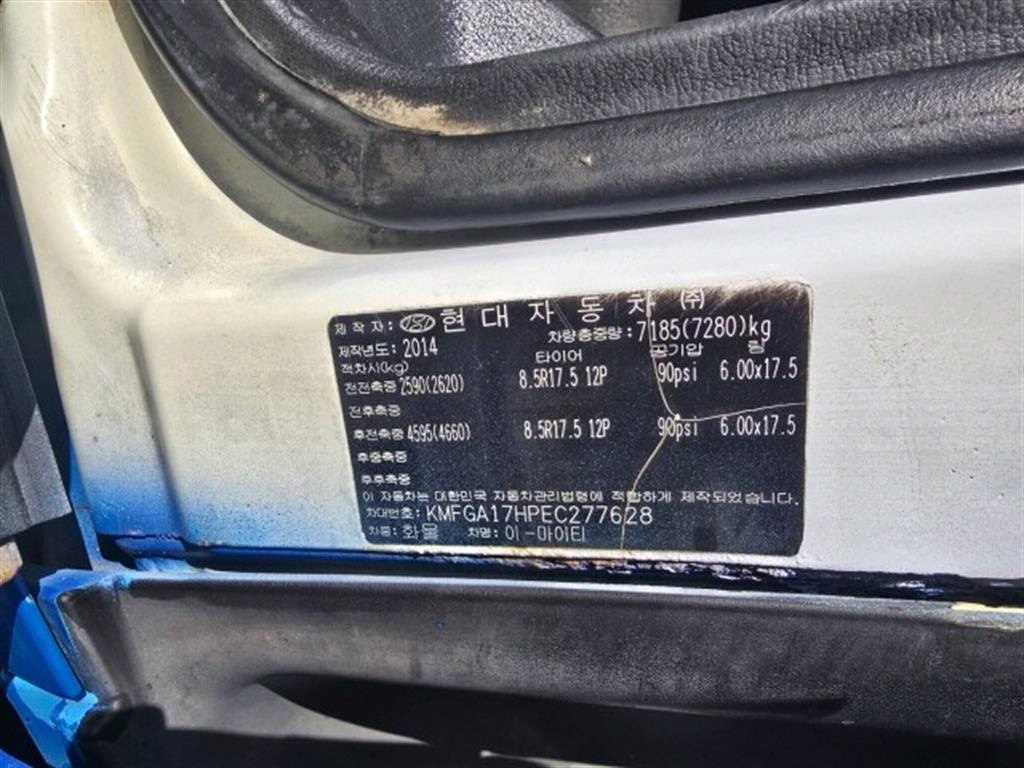 제작자: 현대자동차 ㈜
제작년도: 2014 차량총중량: 7185(7280)kg
적차시(kg) 타이어 공기압 림
전전축중 2590(2620) 8.5R17.5 12P 90psi 6.00x17.5
전후축중
후전축중 4595(4660) 8.5R17.5 12P 90psi 6.00x17.5
후중축중
후후축중
이 자동차는 대한민국 자동차관리법령에 적합하게 제작되었습니다.
차대번호: KMFGA17HPEC277628
차종: 화물 차명: 이-마이티